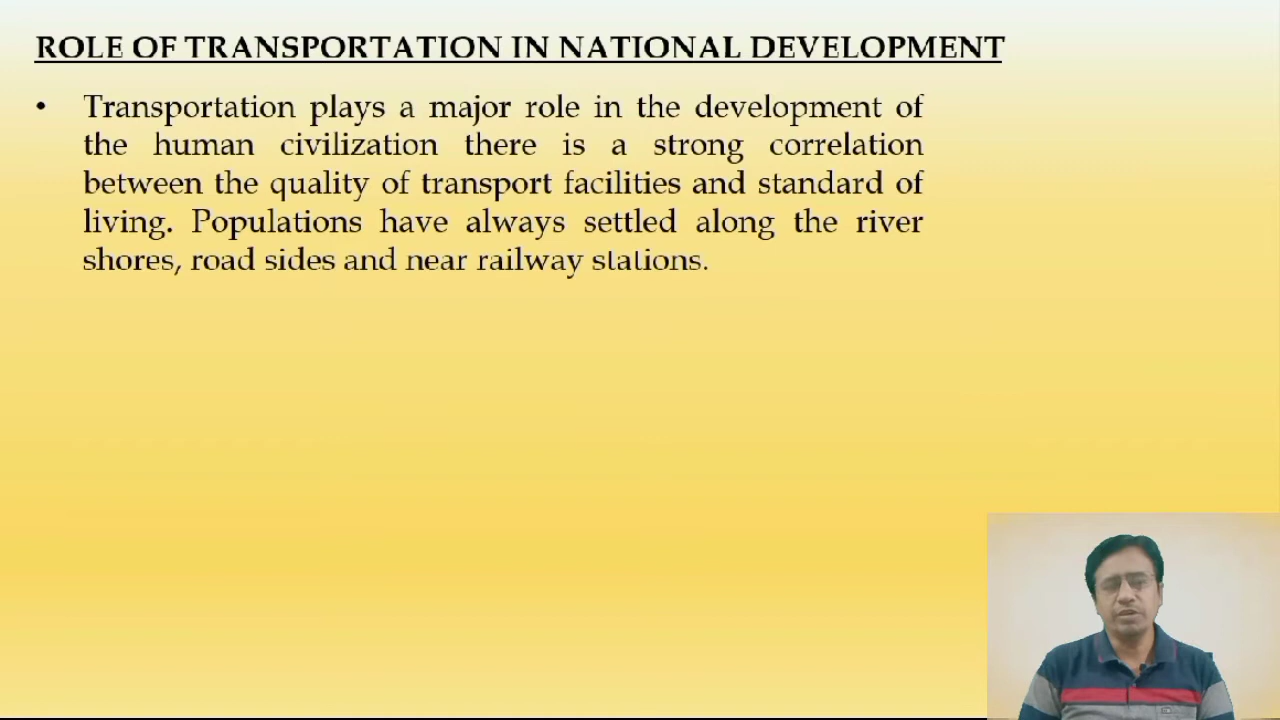 ROLE OF TRANSPORTATION IN NATIONAL DEVELOPMENT
• Transportation plays a major role in the development of
the human civilization there is a strong correlation
between the quality of transport facilities and standard of
living. Populations have always settled along the river
shores, road sides and near railway stations.